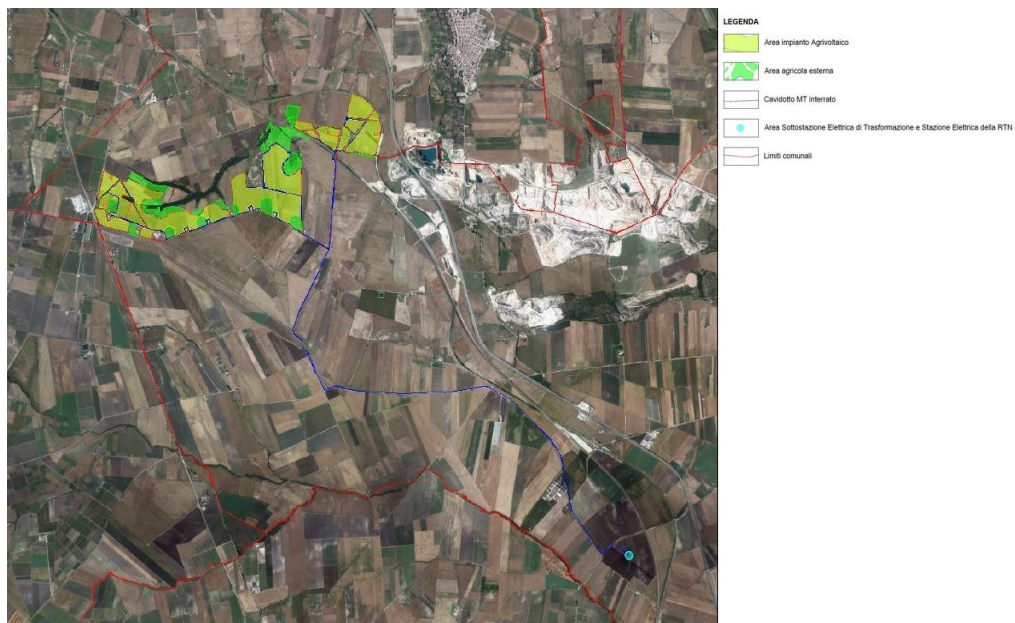 LEGENDA
Area impianto Agrivoltaico
Area agricola esterna
Cavidotto MT interrato
Area Sottostazione Elettrica di Trasformazione e Stazione Elettrica della RTN
Limiti comunali